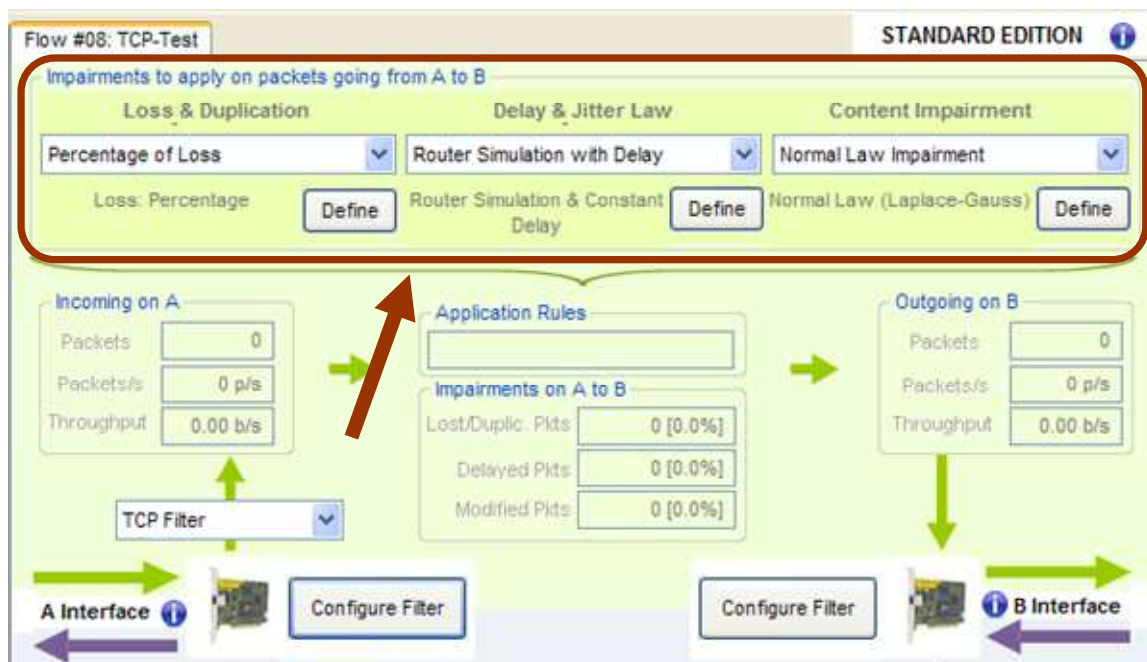 Flow #08: TCP-Test
STANDARD EDITION
Impairments to apply on packets going from A to B
Loss & Duplication
Delay & Jitter Law
Content Impairment
Percentage of Loss
Router Simulation with Delay
Normal Law Impairment
Loss: Percentage
Define
Router Simulation & Constant
Delay
Define
Normal Law (Laplace-Gauss)
Define
Incoming on A
Packets 0
Packets/s 0 p/s
Throughput 0.00 b/s
Application Rules
Impairments on A to B
Lost/Duplic. Pkts 0 [0.0%]
Delayed Pkts 0 [0.0%]
Modified Pkts 0 [0.0%]
Outgoing on B
Packets 0
Packets/s 0 p/s
Throughput 0.00 b/s
TCP Filter
A Interface
Configure Filter
Configure Filter
B Interface